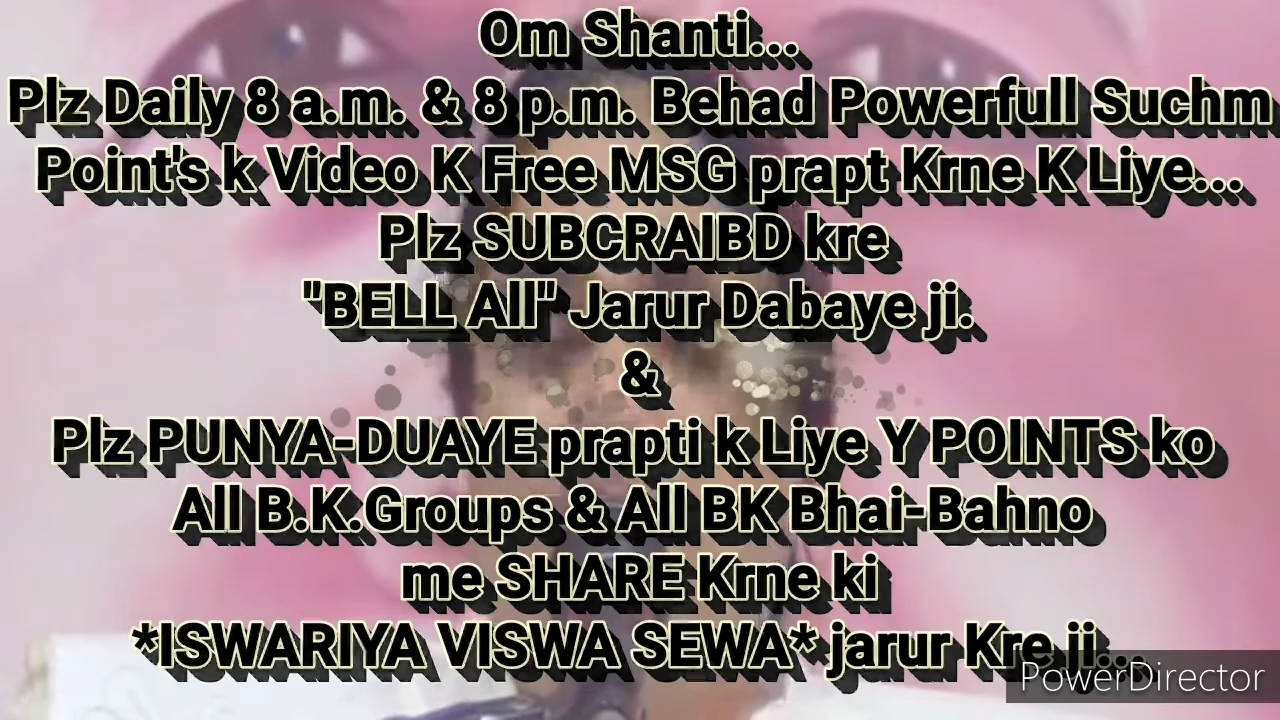 Om Shanti...
Plz Daily 8 a.m. & 8 p.m. Behad Powerfull Suchm
Point's k Video K Free MSG prapt Krne K Liye...
Plz SUBCRAIBD kre
"BELL All" Jarur Dabaye ji.
&
Plz PUNYA-DUAYE prapti k Liye Y POINTS ko
All B.K.Groups & All BK Bhai-Bahno
me SHARE Krne ki
*ISWARIYA VISWA SEWA* jarur Kre ji....
PowerDirector